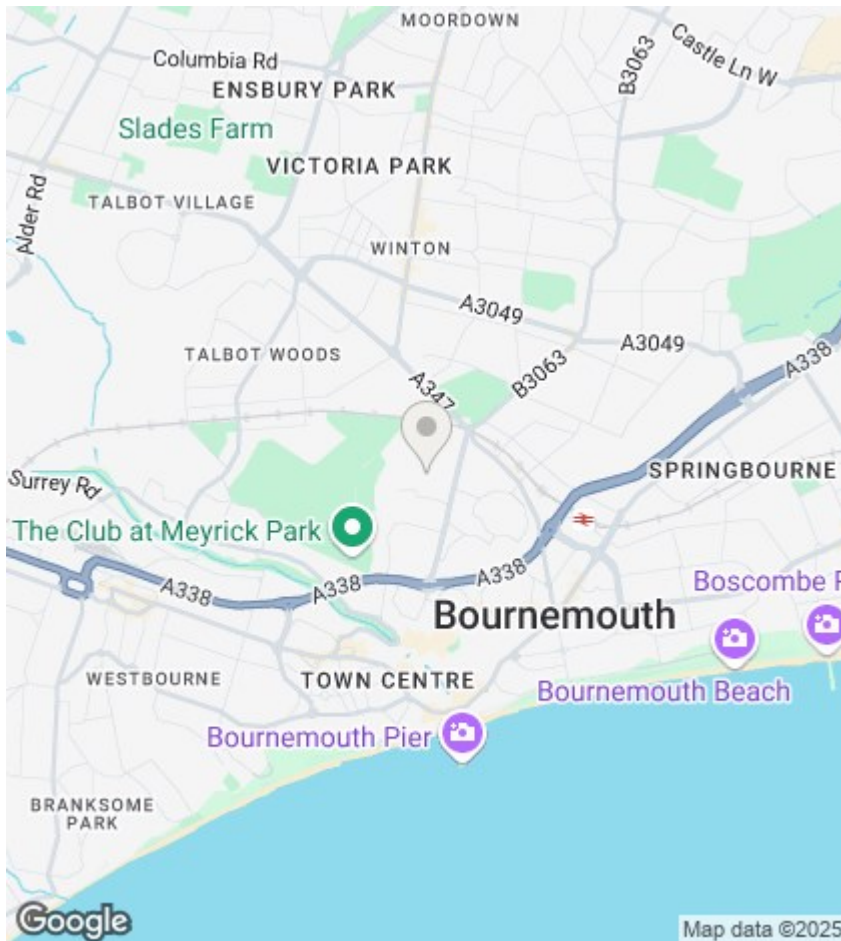 MOORDOWN
Columbia Rd
B3063
Castle Ln W
ENSBURY PARK
Slades Farm
VICTORIA PARK
Alder Rd
TALBOT VILLAGE
WINTON
A3049
A3049
TALBOT WOODS
B3063
A338
A347
Surrey Rd
SPRINGBOURNE
The Club at Meyrick Park
A338
A338
A338
Boscombe P
Bournemouth
WESTBOURNE
TOWN CENTRE
Bournemouth Beach
Bournemouth Pier
BRANKSOME
PARK
Google
Map data ©2025